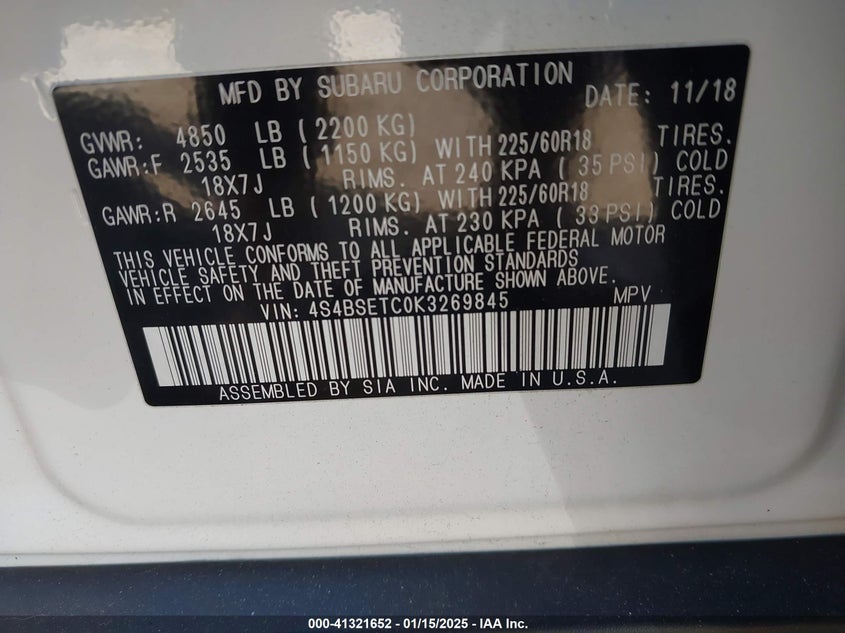 MFD BY SUBARU CORPORATION DATE: 11/18
GVWR: 4850 LB (2200 KG)
GAWR:F 2535 LB (1150 KG) WITH 225/60R18 TIRES.
18X7J RIMS. AT 240 KPA (35 PSI) COLD
GAWR:R 2645 LB (1200 KG) WITH 225/60R18 TIRES.
18X7J RIMS. AT 230 KPA (33 PSI) COLD
THIS VEHICLE CONFORMS TO ALL APPLICABLE FEDERAL MOTOR
VEHICLE SAFETY AND THEFT PREVENTION STANDARDS
IN EFFECT ON THE DATE OF MANUFACTURE SHOWN ABOVE.
VIN: 4S4BSETC0K3269845 MPV
ASSEMBLED BY SIA INC. MADE IN U.S.A.
000-41321652 - 01/15/2025 - IAA Inc.